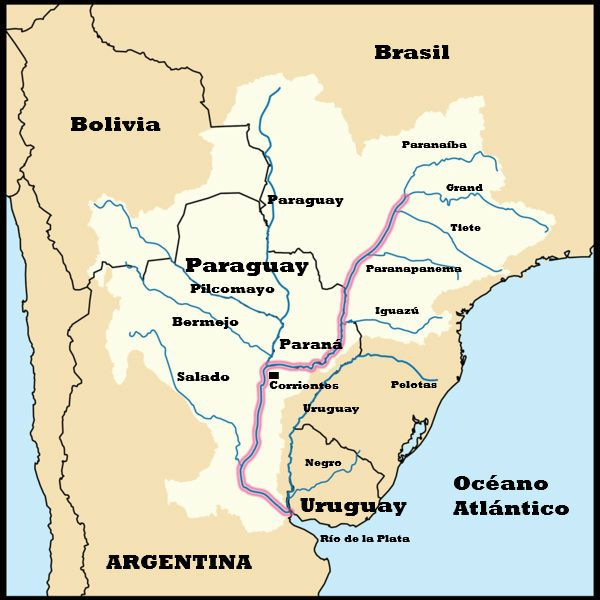 Brasil
Bolivia
Paranaíba
Grand
Paraguay
Tiete
Paraguay
Paranapanema
Pilcomayo
Iguazú
Bermejo
Paraná
Salado
Corrientes
Pelotas
Uruguay
Negro
Océano
Atlántico
Uruguay
Río de la Plata
ARGENTINA